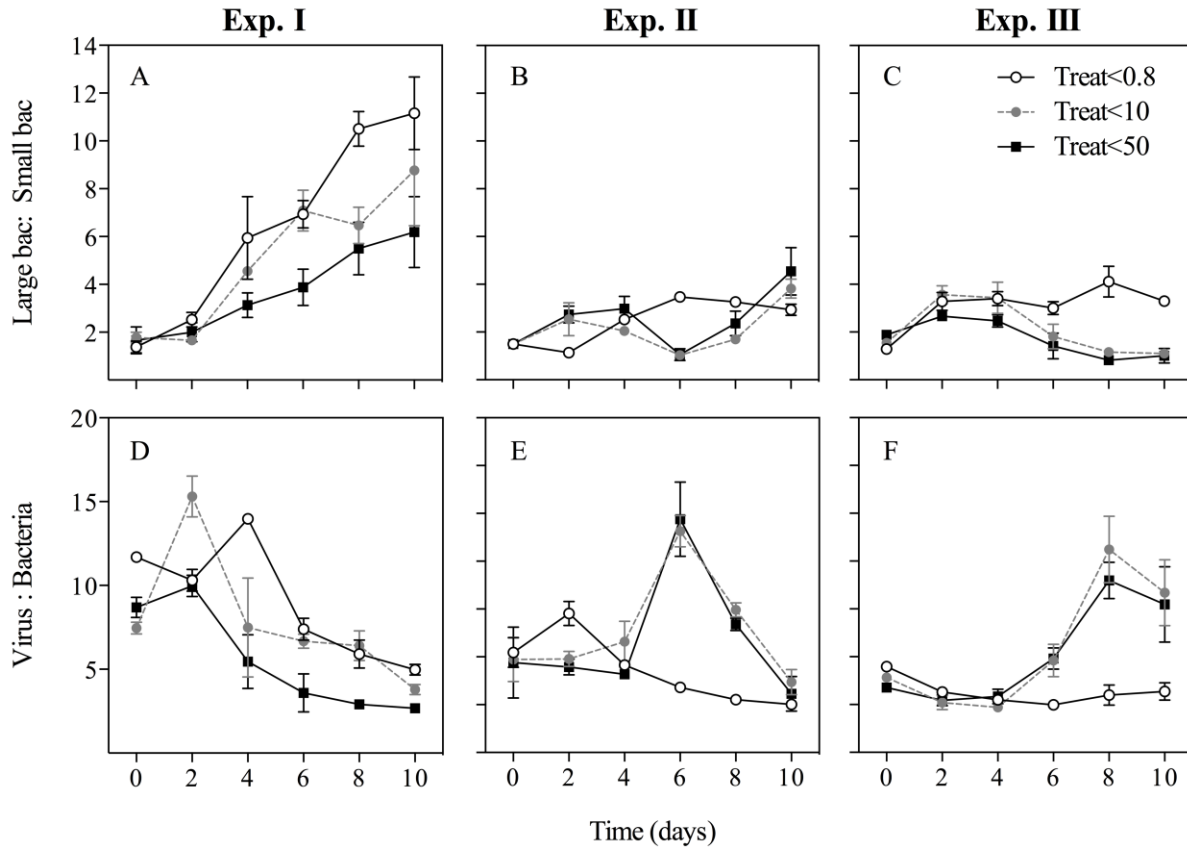 Exp. I
Exp. II
Exp. III
14
12
10
8
6
4
2
Large bac: Small bac
A
B
C
Treat<0.8
Treat<10
Treat<50
20
15
10
5
Virus : Bacteria
D
E
F
0 2 4 6 8 10
0 2 4 6 8 10
0 2 4 6 8 10
Time (days)